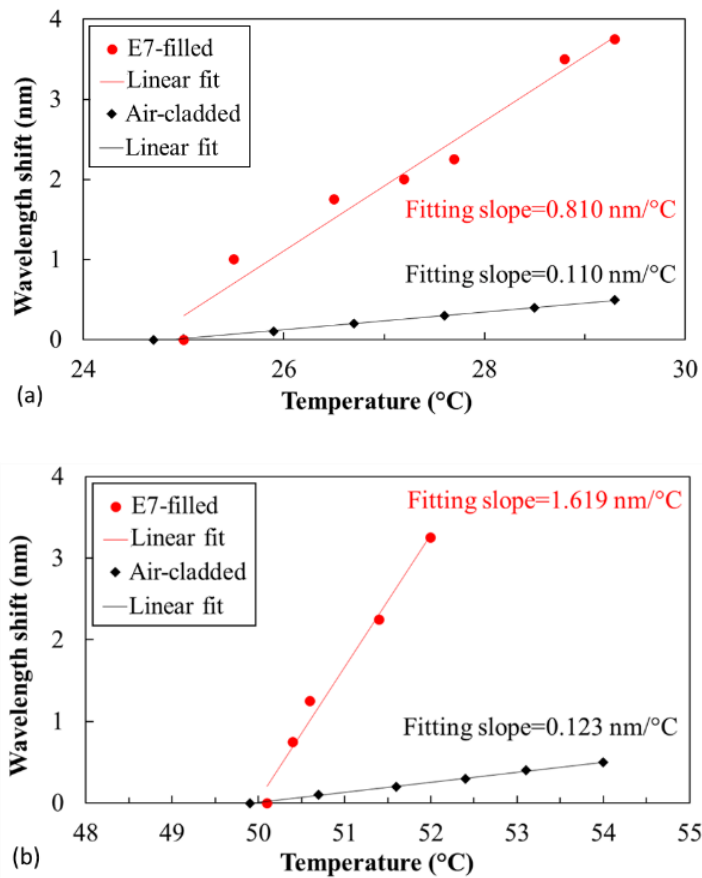 4
3
2
1
0
Wavelength shift (nm)
E7-filled
Linear fit
Air-cladded
Linear fit
Fitting slope=0.810 nm/°C
Fitting slope=0.110 nm/°C
24 26 28 30
(a)
Temperature (°C)
4
3
2
1
0
Wavelength shift (nm)
E7-filled
Linear fit
Air-cladded
Linear fit
Fitting slope=1.619 nm/°C
Fitting slope=0.123 nm/°C
48 49 50 51 52 53 54 55
(b)
Temperature (°C)